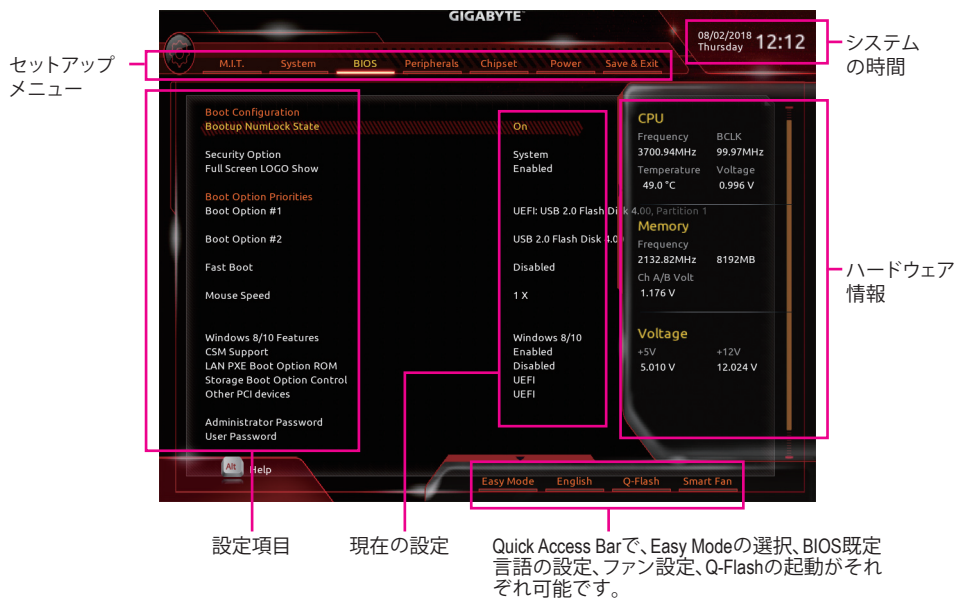 GIGABYTE™
08/02/2018
Thursday
12:12
システム
の時間
セットアップ
メニュー
M.I.T. System BIOS Peripherals Chipset Power Save & Exit
Boot Configuration
Bootup NumLock State On
Security Option System
Full Screen LOGO Show Enabled
Boot Option Priorities
Boot Option #1 UEFI: USB 2.0 Flash Disk 4.00, Partition 1
Boot Option #2 USB 2.0 Flash Disk 4.00
Fast Boot Disabled
Mouse Speed 1 X
Windows 8/10 Features Windows 8/10
CSM Support Enabled
LAN PXE Boot Option ROM Disabled
Storage Boot Option Control UEFI
Other PCI devices UEFI
Administrator Password
User Password
CPU
Frequency BCLK
3700.94MHz 99.97MHz
Temperature Voltage
49.0 °C 0.996 V
Memory
Frequency
2132.82MHz 8192MB
Ch A/B Volt
1.176 V
Voltage
+5V +12V
5.010 V 12.024 V
ハードウェア
情報
Alt Help
Easy Mode English Q-Flash Smart Fan
設定項目
現在の設定
Quick Access Barで、Easy Modeの選択、BIOS既定
言語の設定、ファン設定、Q-Flashの起動がそれ
ぞれ可能です。